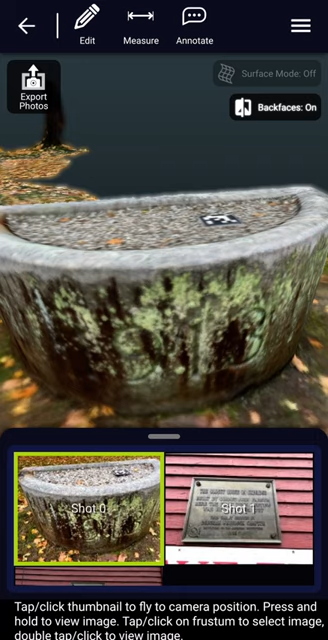 Edit
Measure
Annotate
Export
Photos
Surface Mode: Off
Backfaces: On
Shot 0
Shot 1
Tap/click thumbnail to fly to camera position. Press and
hold to view image. Tap/click on frustum to select image,
double tap/click to view image.